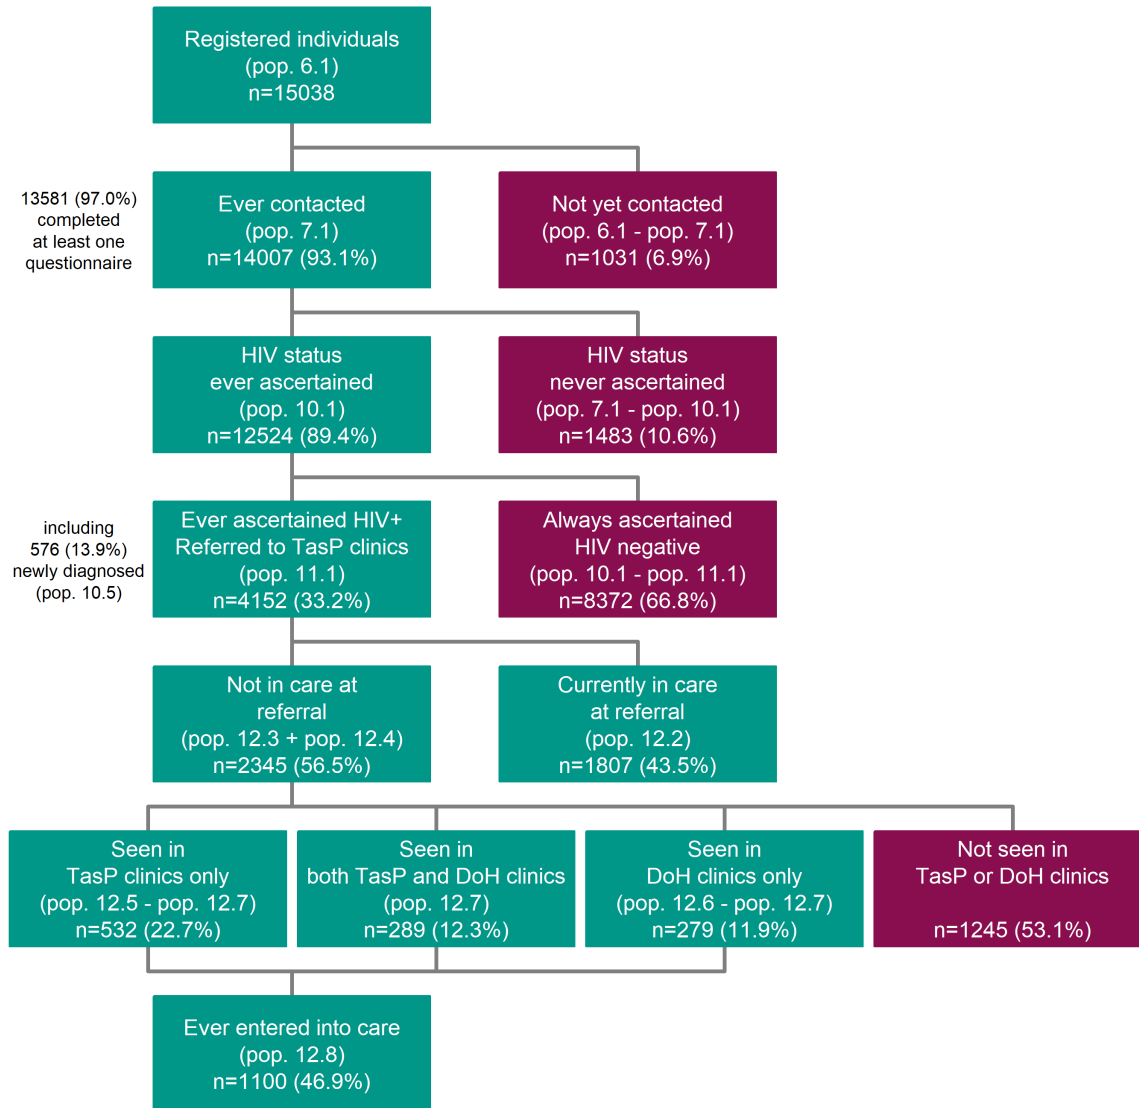 Registered individuals
(pop. 6.1)
n=15038
13581 (97.0%)
completed
at least one
questionnaire
Ever contacted
(pop. 7.1)
n=14007 (93.1%)
Not yet contacted
(pop. 6.1 - pop. 7.1)
n=1031 (6.9%)
HIV status
ever ascertained
(pop. 10.1)
n=12524 (89.4%)
HIV status
never ascertained
(pop. 7.1 - pop. 10.1)
n=1483 (10.6%)
including
576 (13.9%)
newly diagnosed
(pop. 10.5)
Ever ascertained HIV+
Referred to TasP clinics
(pop. 11.1)
n=4152 (33.2%)
Always ascertained
HIV negative
(pop. 10.1 - pop. 11.1)
n=8372 (66.8%)
Not in care at
referral
(pop. 12.3 + pop. 12.4)
n=2345 (56.5%)
Currently in care
at referral
(pop. 12.2)
n=1807 (43.5%)
Seen in
TasP clinics only
(pop. 12.5 - pop. 12.7)
n=532 (22.7%)
Seen in
both TasP and DoH clinics
(pop. 12.7)
n=289 (12.3%)
Seen in
DoH clinics only
(pop. 12.6 - pop. 12.7)
n=279 (11.9%)
Not seen in
TasP or DoH clinics
n=1245 (53.1%)
Ever entered into care
(pop. 12.8)
n=1100 (46.9%)